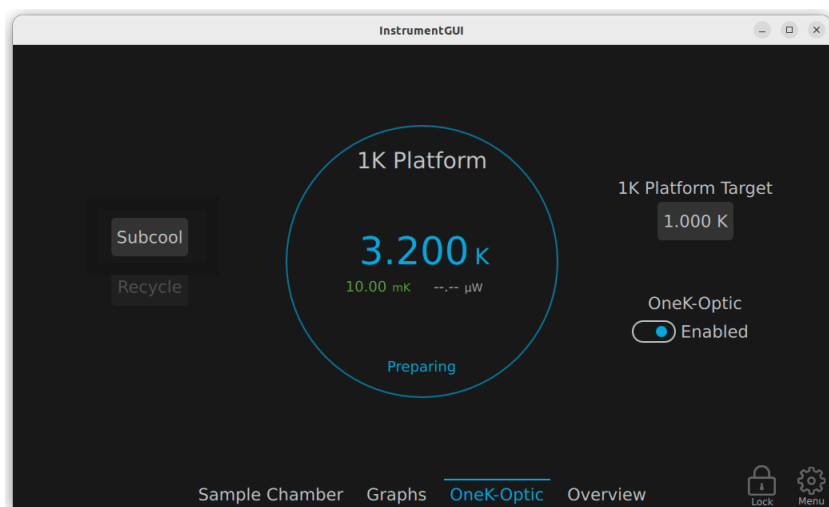 InstrumentGUI
1K Platform
3.200 K
10.00 mK --.-- µW
Preparing
Subcool
Recycle
1K Platform Target
1.000 K
OneK-Optic
Enabled
Sample Chamber Graphs OneK-Optic Overview
Lock Menu